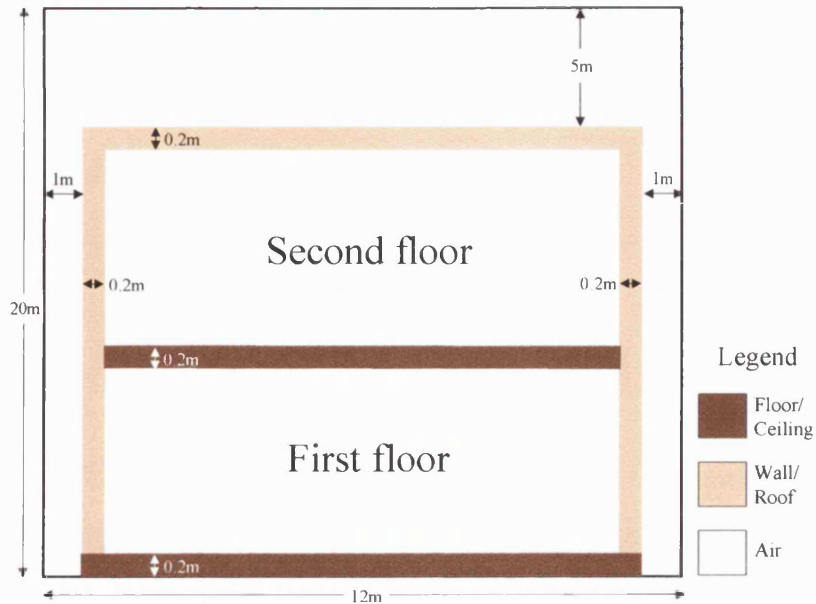 5m
0.2m
1m
1m
Second floor
0.2m
0.2m
20m
0.2m
Legend
Floor/
Ceiling
First floor
Wall/
Roof
Air
0.2m
12m